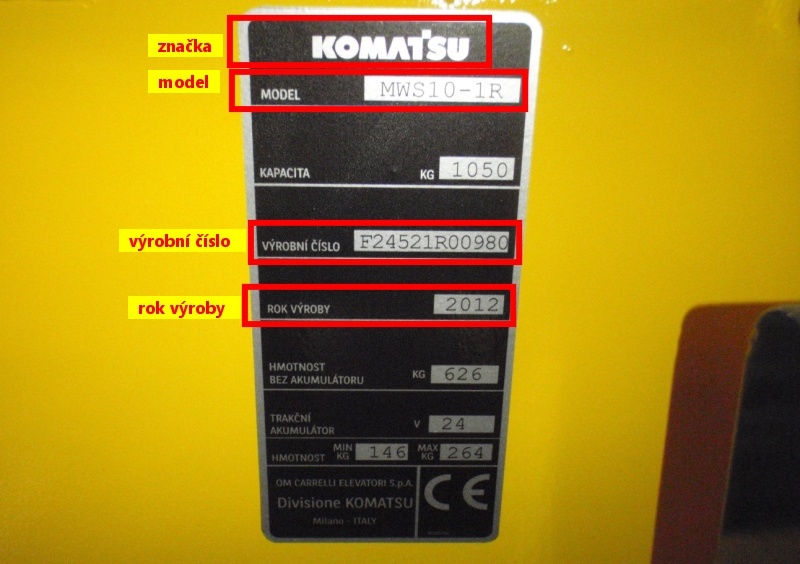 značka
KOMATSU
model
MODEL MWS10-1R
KAPACITA KG 1050
výrobní číslo
VÝROBNÍ ČÍSLO F24521R00980
rok výroby
ROK VÝROBY 2012
HMOTNOST
BEZ AKUMULÁTORU KG 626
TRAKČNÍ
AKUMULÁTOR V 24
HMOTNOST MIN KG 146 MAX KG 264
OM CARRELLI ELEVATORI S.p.A.
Divisione KOMATSU
Milano - ITALY
CE